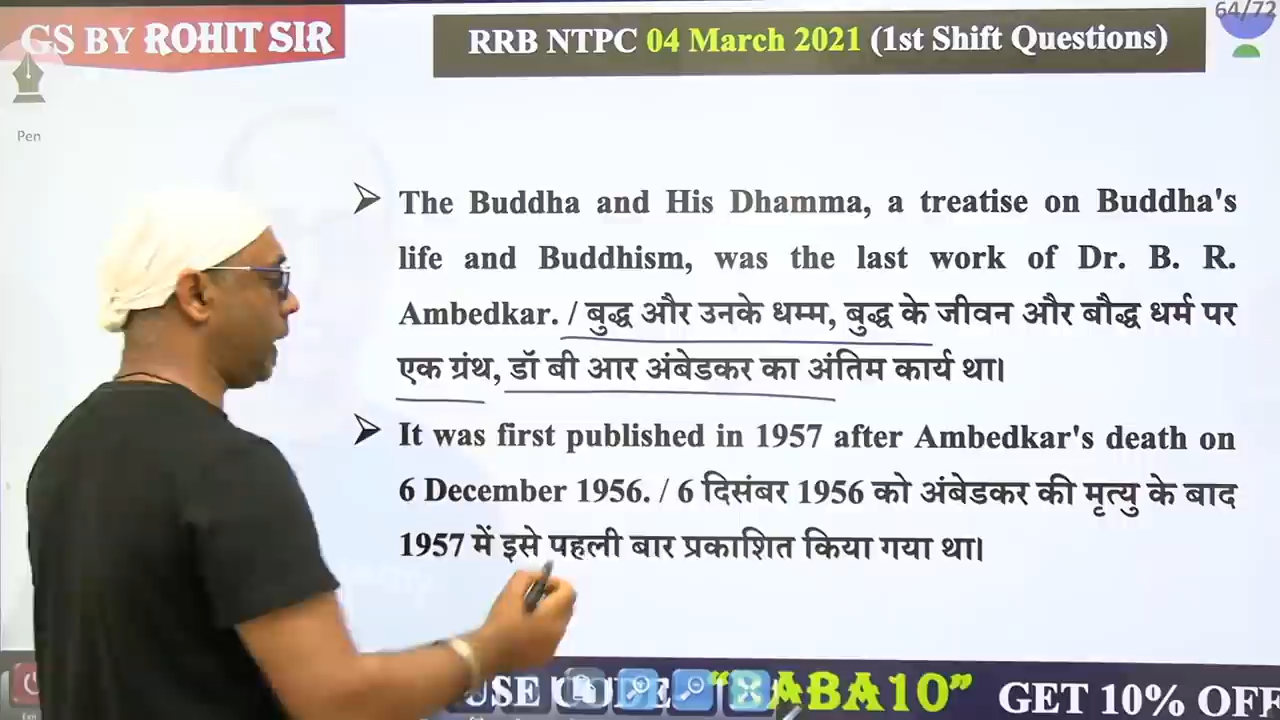 64/72
GS BY ROHIT SIR
RRB NTPC 04 March 2021 (1st Shift Questions)
Pen
➢ The Buddha and His Dhamma, a treatise on Buddha's
life and Buddhism, was the last work of Dr. B. R.
Ambedkar. / बुद्ध और उनके धम्म, बुद्ध के जीवन और बौद्ध धर्म पर
एक ग्रंथ, डॉ बी आर अंबेडकर का अंतिम कार्य था।
➢ It was first published in 1957 after Ambedkar's death on
6 December 1956. / 6 दिसंबर 1956 को अंबेडकर की मृत्यु के बाद
1957 में इसे पहली बार प्रकाशित किया गया था।
USE CODE "BABA10" GET 10% OFF